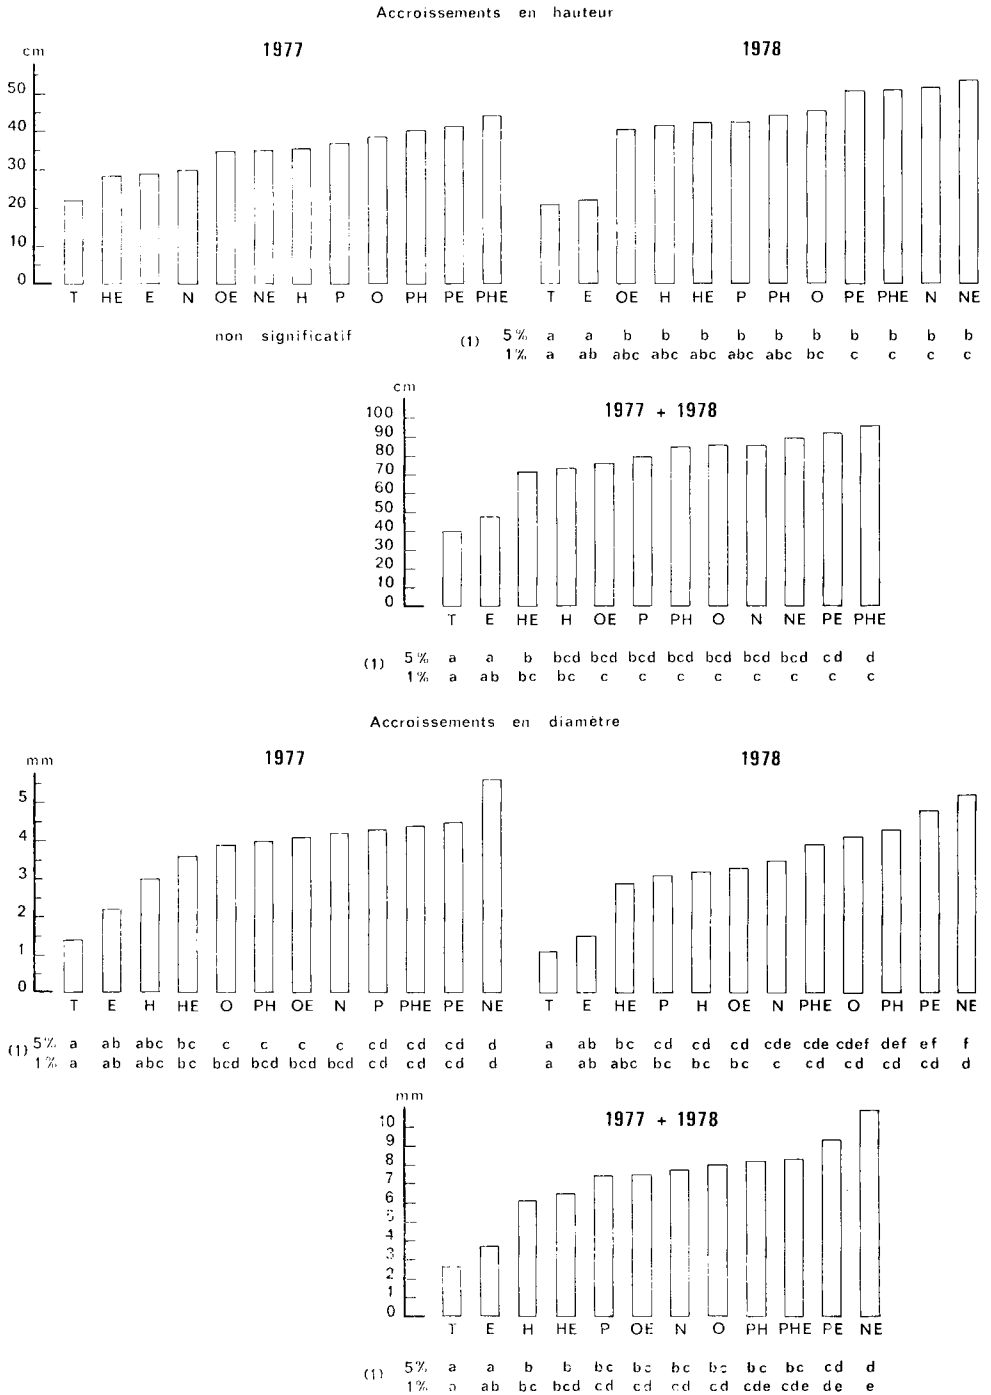 Accroissements en hauteur
1977
cm
50
40
30
20
10
0
T HE E N OE NE H P O PH PE PHE
non significatif
1978
T E OE H HE P PH O PE PHE N NE
(1) 5% a a b b b b b b b b b b
1% a ab abc abc abc abc abc bc c c c c
1977 + 1978
cm
100
90
80
70
60
50
40
30
20
10
0
T E HE H OE P PH O N NE PE PHE
(1) 5% a a b bcd bcd bcd bcd bcd bcd bcd cd d
1% a ab bc bc c c c c c c c c
Accroissements en diamètre
1977
mm
5
4
3
2
1
0
T E H HE O PH OE N P PHE PE NE
(1) 5% a ab abc bc c c c c cd cd cd d
1% a ab abc bc bcd bcd bcd bcd cd cd cd d
1978
T E HE P H OE N PHE O PH PE NE
a ab bc cd cd cd cde cde cdef def ef f
a ab abc bc bc bc c cd cd cd cd d
1977 + 1978
mm
10
9
8
7
6
5
4
3
2
1
0
T E H HE P OE N O PH PHE PE NE
(1) 5% a a b b bc bc bc bc bc bc cd d
1% a ab bc bcd cd cd cd cd cde cde de e